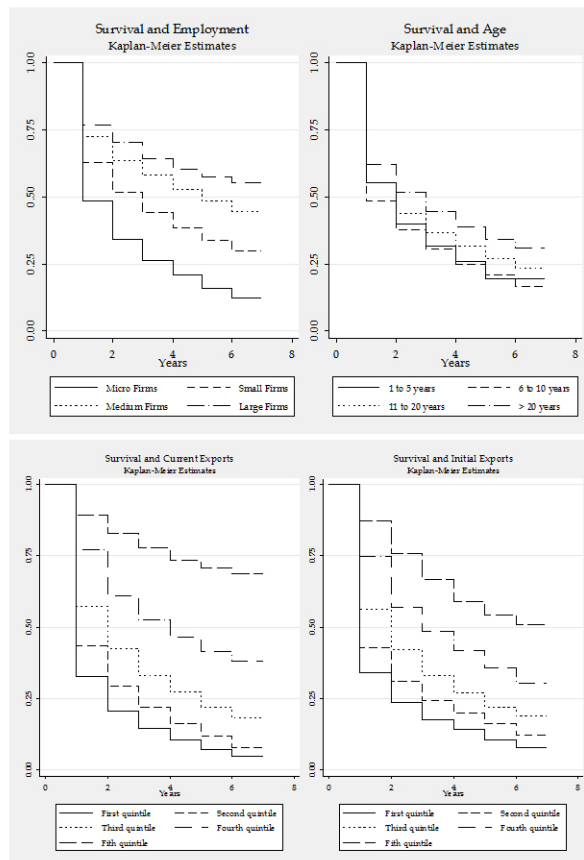 Survival and Employment
Kaplan-Meier Estimates
1.00
0.75
0.50
0.25
0.00
0 2 4 6 8
Years
Micro Firms Small Firms
Medium Firms Large Firms
Survival and Age
Kaplan-Meier Estimates
1.00
0.75
0.50
0.25
0.00
0 2 4 6 8
Years
1 to 5 years 6 to 10 years
11 to 20 years > 20 years
Survival and Current Exports
Kaplan-Meier Estimates
1.00
0.75
0.50
0.25
0.00
0 2 4 6 8
Years
First quintile Second quintile
Third quintile Fourth quintile
Fith quintile
Survival and Initial Exports
Kaplan-Meier Estimates
1.00
0.75
0.50
0.25
0.00
0 2 4 6 8
Years
First quintile Second quintile
Third quintile Fourth quintile
Fith quintile